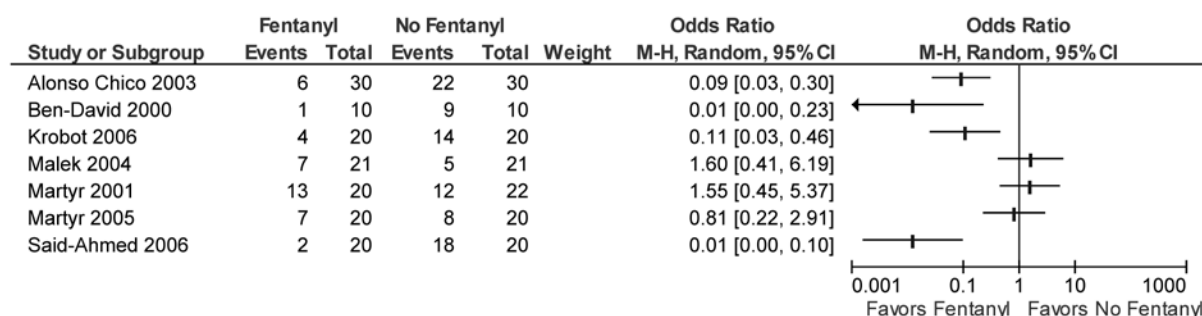 Fentanyl No Fentanyl Odds Ratio Odds Ratio
Study or Subgroup Events Total Events Total Weight M-H, Random, 95% CI M-H, Random, 95% CI
Alonso Chico 2003 6 30 22 30 0.09 [0.03, 0.30]
Ben-David 2000 1 10 9 10 0.01 [0.00, 0.23]
Krobot 2006 4 20 14 20 0.11 [0.03, 0.46]
Malek 2004 7 21 5 21 1.60 [0.41, 6.19]
Martyr 2001 13 20 12 22 1.55 [0.45, 5.37]
Martyr 2005 7 20 8 20 0.81 [0.22, 2.91]
Said-Ahmed 2006 2 20 18 20 0.01 [0.00, 0.10]
0.001 0.1 1 10 1000
Favors Fentanyl Favors No Fentanyl